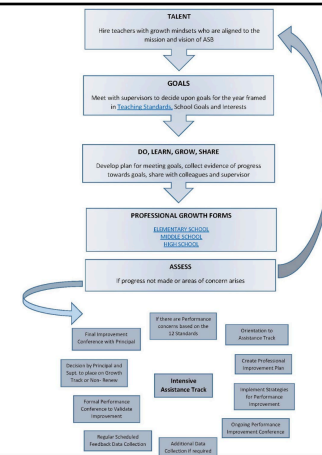 TALENT
Hire teachers with growth mindsets who are aligned to the
mission and vision of ASB
GOALS
Meet with supervisors to decide upon goals for the year framed
in Teaching Standards, School Goals and Interests
DO, LEARN, GROW, SHARE
Develop plan for meeting goals, collect evidence of progress
towards goals, share with colleagues and supervisor
PROFESSIONAL GROWTH FORMS
ELEMENTARY SCHOOL
MIDDLE SCHOOL
HIGH SCHOOL
ASSESS
If progress not made or areas of concern arises
If there are Performance
concerns based on the
12 Standards
Orientation to
Assistance Track
Create Professional
Improvement Plan
Implement Strategies
for Performance
Improvement
Ongoing Performance
Improvement Conference
Additional Data
Collection if required
Regular Scheduled
Feedback Data Collection
Formal Performance
Conference to Validate
Improvement
Decision by Principal and
Supt. to place on Growth
Track or Non- Renew
Final Improvement
Conference with Principal
Intensive
Assistance Track